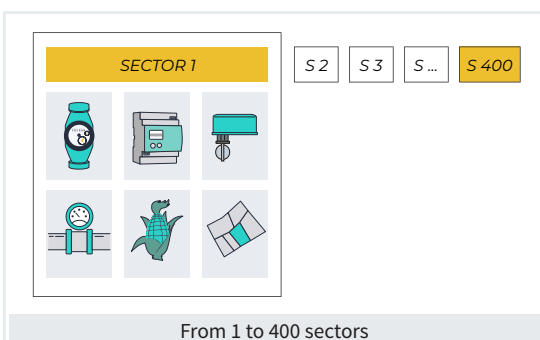 SECTOR 1
S 2
S 3
S ...
S 400
From 1 to 400 sectors